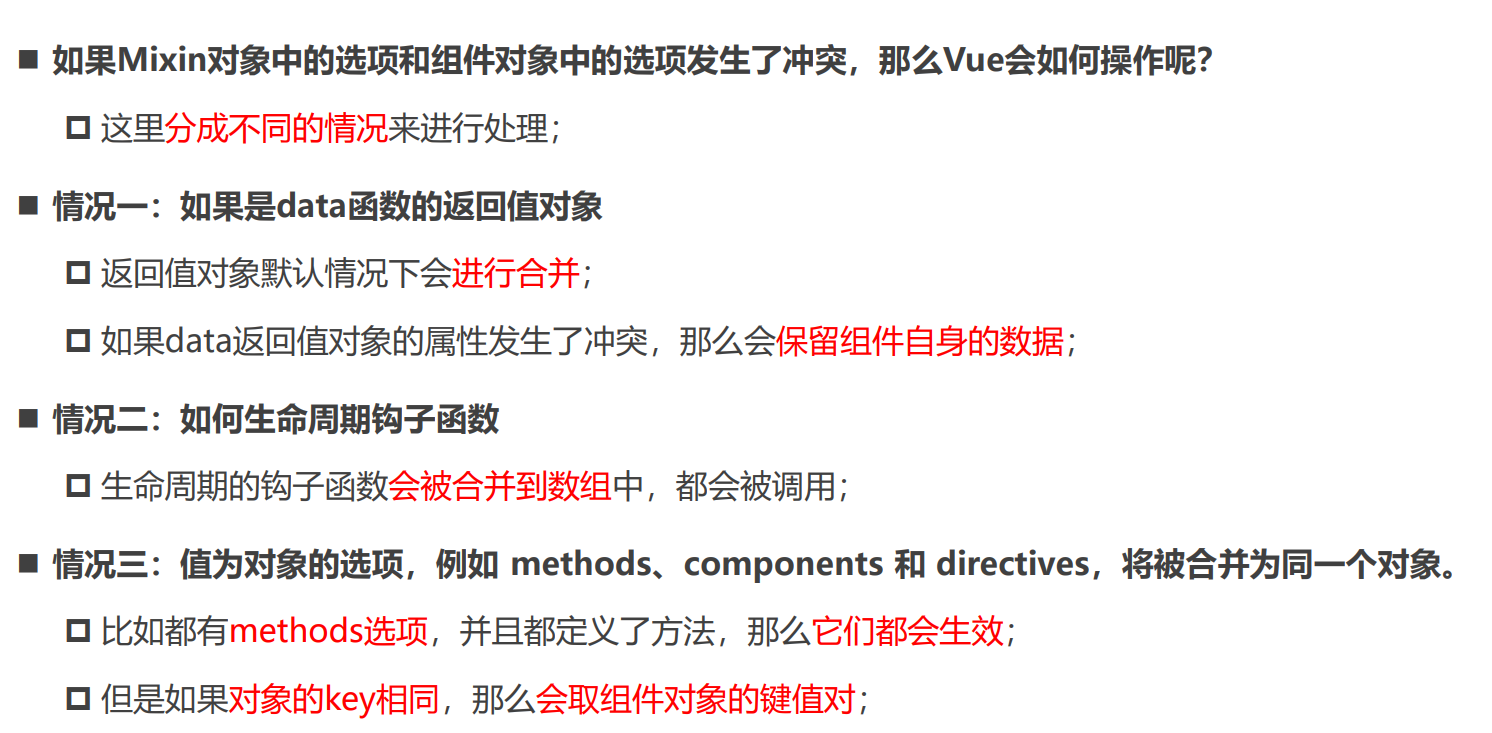 ■ 如果Mixin对象中的选项和组件对象中的选项发生了冲突，那么Vue会如何操作呢?
这里分成不同的情况来进行处理；
■ 情况一：如果是data函数的返回值对象
返回值对象默认情况下会进行合并；
如果data返回值对象的属性发生了冲突，那么会保留组件自身的数据；
■ 情况二：如何生命周期钩子函数
生命周期的钩子函数会被合并到数组中，都会被调用；
■ 情况三：值为对象的选项，例如 methods、components 和 directives，将被合并为同一个对象。
比如都有methods选项，并且都定义了方法，那么它们都会生效；
但是如果对象的key相同，那么会取组件对象的键值对；